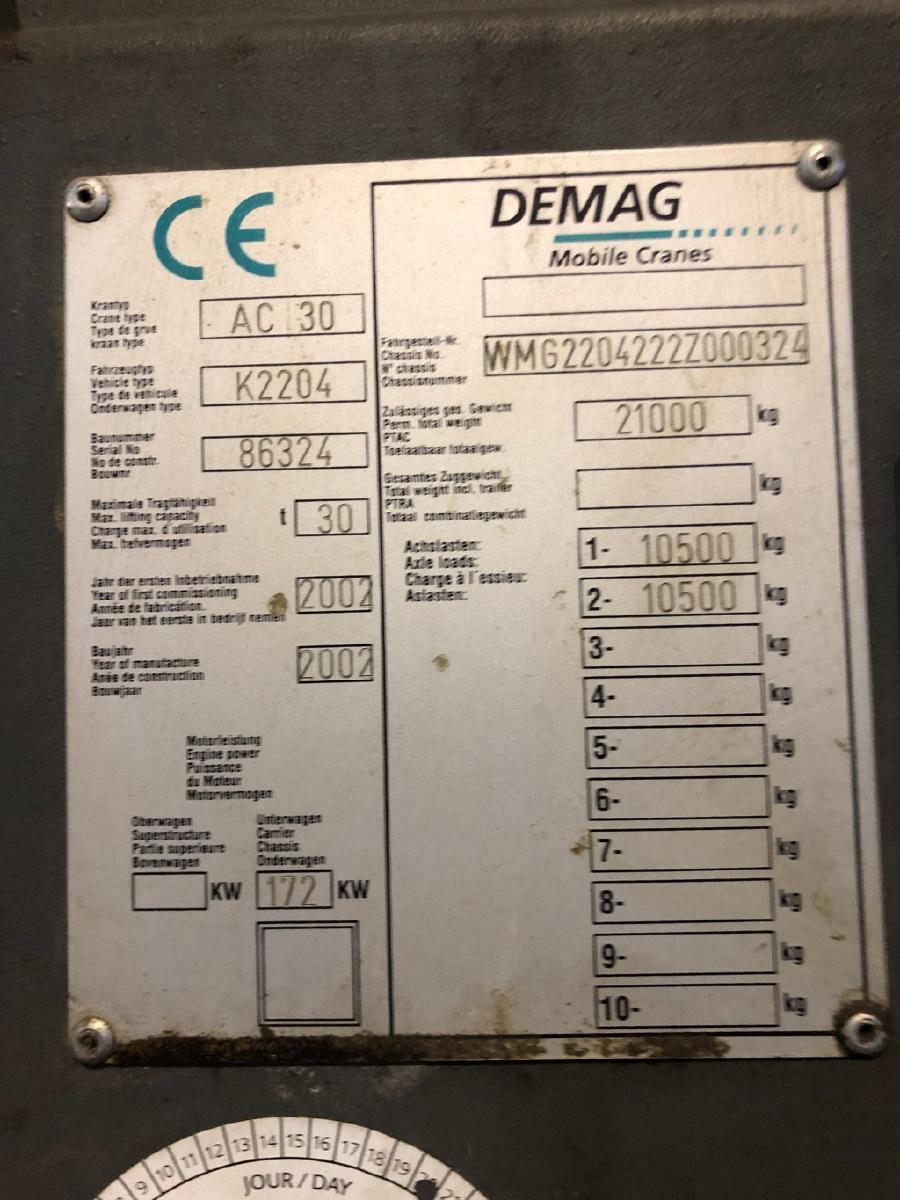 CE
Krantyp
Crane type
Type de grue
kraan type
AC 30
Fahrzeugtyp
Vehicle type
Type de vehicule
Onderwagen type
K2204
Baunummer
Serial No
No de constr.
Bouwnr
86324
Maximale Tragfähigkeit
Max. lifting capacity
Charge max. d'utilisation
Max. hefvermogen
t 30
Jahr der ersten Inbetriebnahme
Year of first commissioning
Année de fabrication.
Jaar van het eerste in bedrijf nemen
2002
Baujahr
Year of manufacture
Anée de construction
Bouwjaar
2002
Motorleistung
Engine power
Puissance
du Moteur
Motorvermogen
Oberwagen
Superstructure
Partie superieure
Bovenwagen
KW
Unterwagen
Carrier
Chassis
Onderwagen
172 KW
DEMAG
Mobile Cranes
Fahrgestell-Nr.
Chassis No.
N° chassis
Chassisnummer
WMG2204222Z000324
Zulässiges ges. Gewicht
Perm. total weight
PTAC
Toelaatbaar totaalgew.
21000 kg
Gesamtes Zuggewicht
Total weight incl. trailer
PTRA
Totaal combinatiegewicht
kg
Achslasten:
Axle loads:
Charge à l'essieu:
Aslasten:
1- 10500 kg
2- 10500 kg
3- kg
4- kg
5- kg
6- kg
7- kg
8- kg
9- kg
10- kg
9 10 11 12 13 14 15 16 17 18 19 20 21
JOUR / DAY